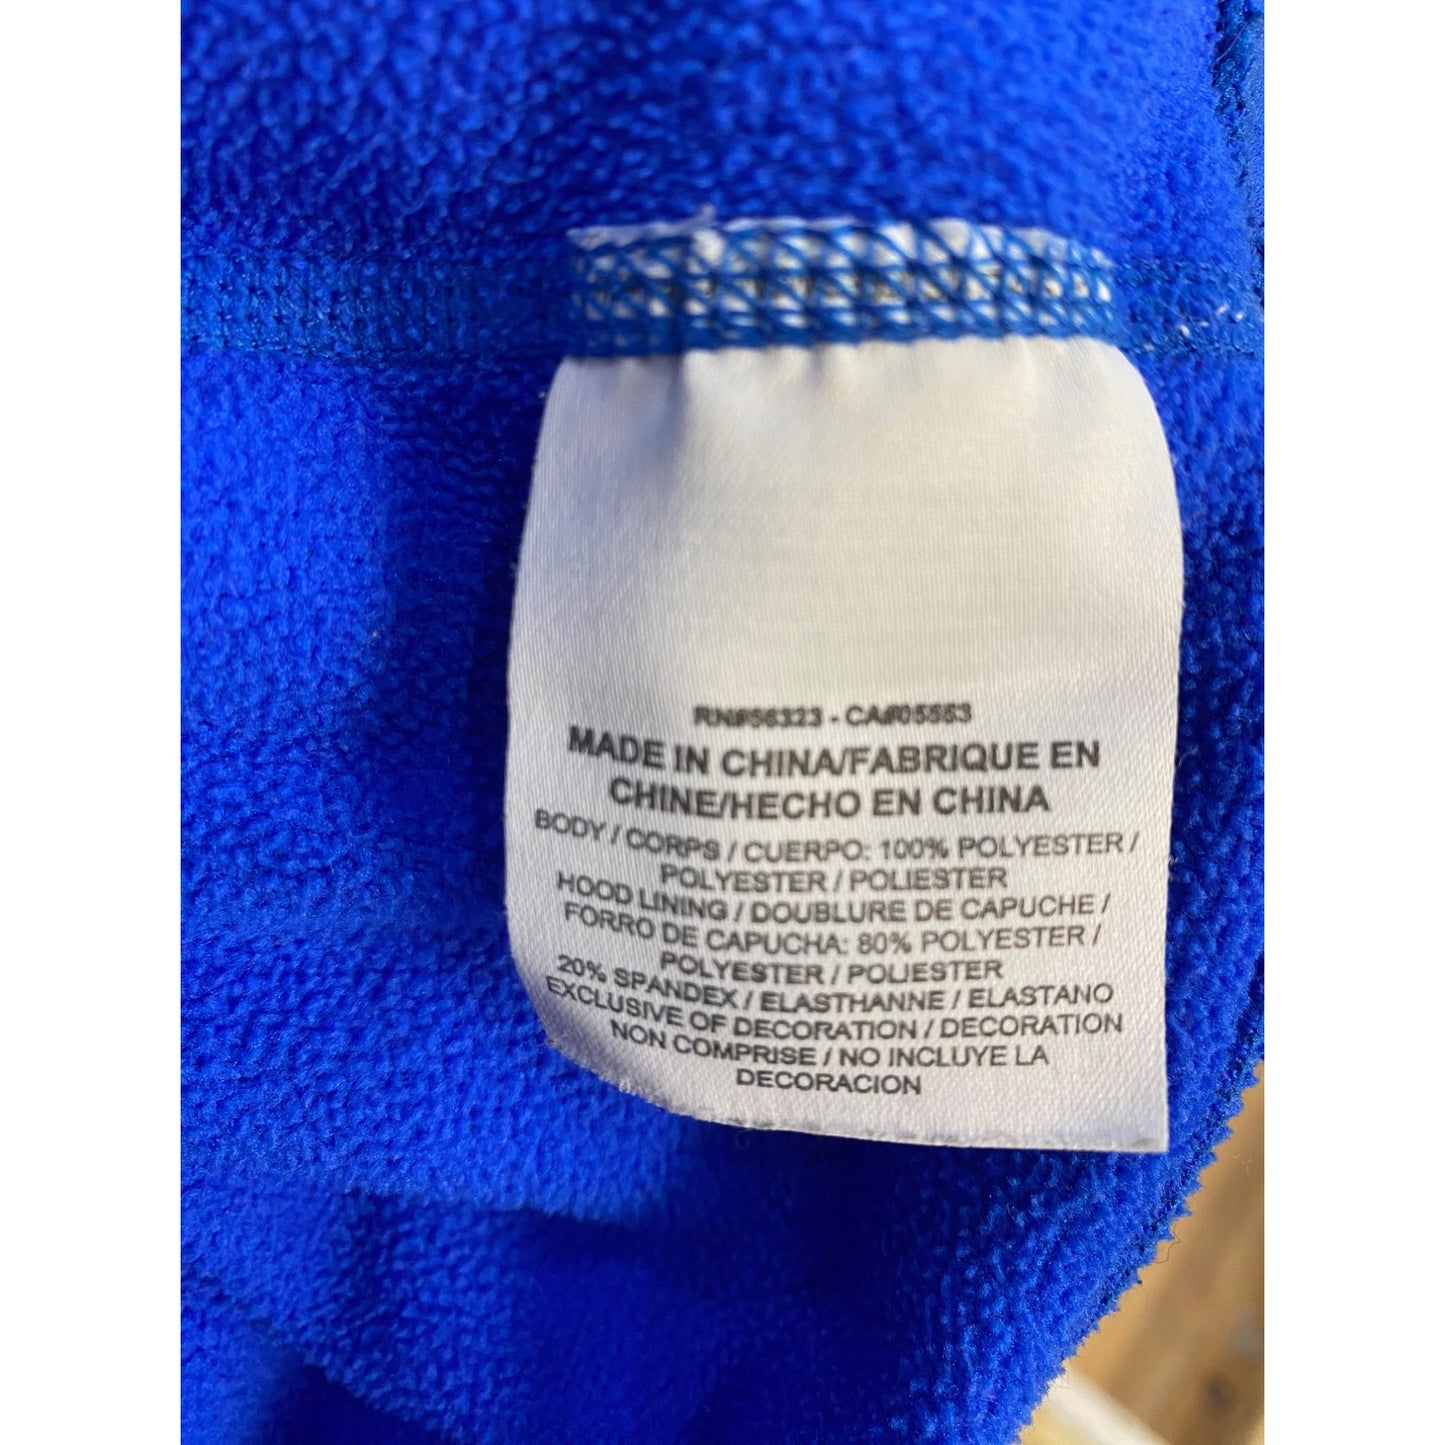 RN#56323 - CA#05553
MADE IN CHINA/FABRIQUE EN
CHINE/HECHO EN CHINA
BODY / CORPS / CUERPO: 100% POLYESTER /
POLYESTER / POLIESTER
HOOD LINING / DOUBLURE DE CAPUCHE /
FORRO DE CAPUCHA: 80% POLYESTER /
POLYESTER / POLIESTER
20% SPANDEX / ELASTHANNE / ELASTANO
EXCLUSIVE OF DECORATION / DECORATION
NON COMPRISE / NO INCLUYE LA
DECORACION